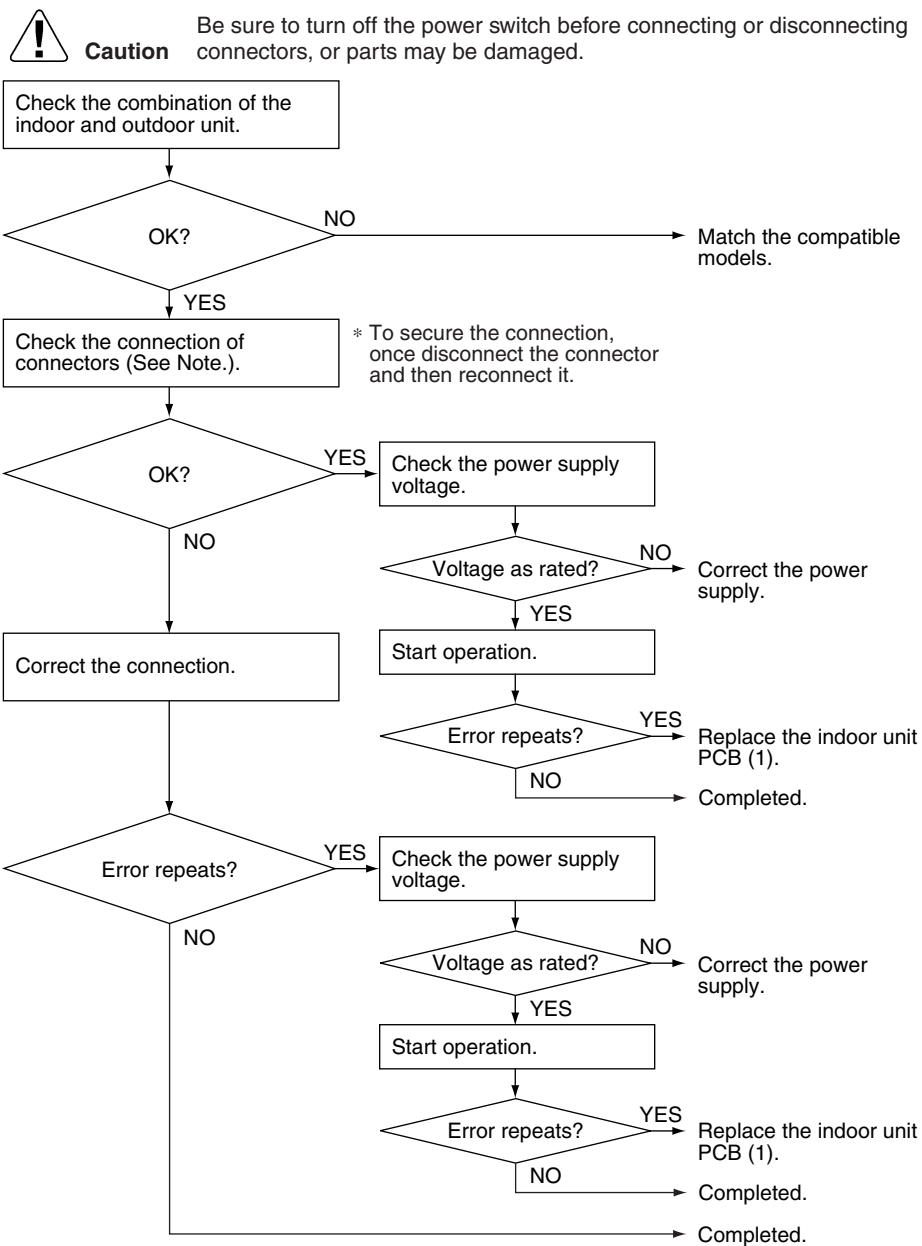 Be sure to turn off the power switch before connecting or disconnecting
Caution connectors, or parts may be damaged.
Check the combination of the
indoor and outdoor unit.
OK?
NO
Match the compatible
models.
YES
Check the connection of
connectors (See Note.).
* To secure the connection,
once disconnect the connector
and then reconnect it.
OK?
YES
Check the power supply
voltage.
NO
Voltage as rated?
NO
Correct the power
supply.
YES
Correct the connection.
Start operation.
Error repeats?
YES
Replace the indoor unit
PCB (1).
NO
Completed.
Error repeats?
YES
Check the power supply
voltage.
NO
Voltage as rated?
NO
Correct the power
supply.
YES
Start operation.
Error repeats?
YES
Replace the indoor unit
PCB (1).
NO
Completed.
Completed.